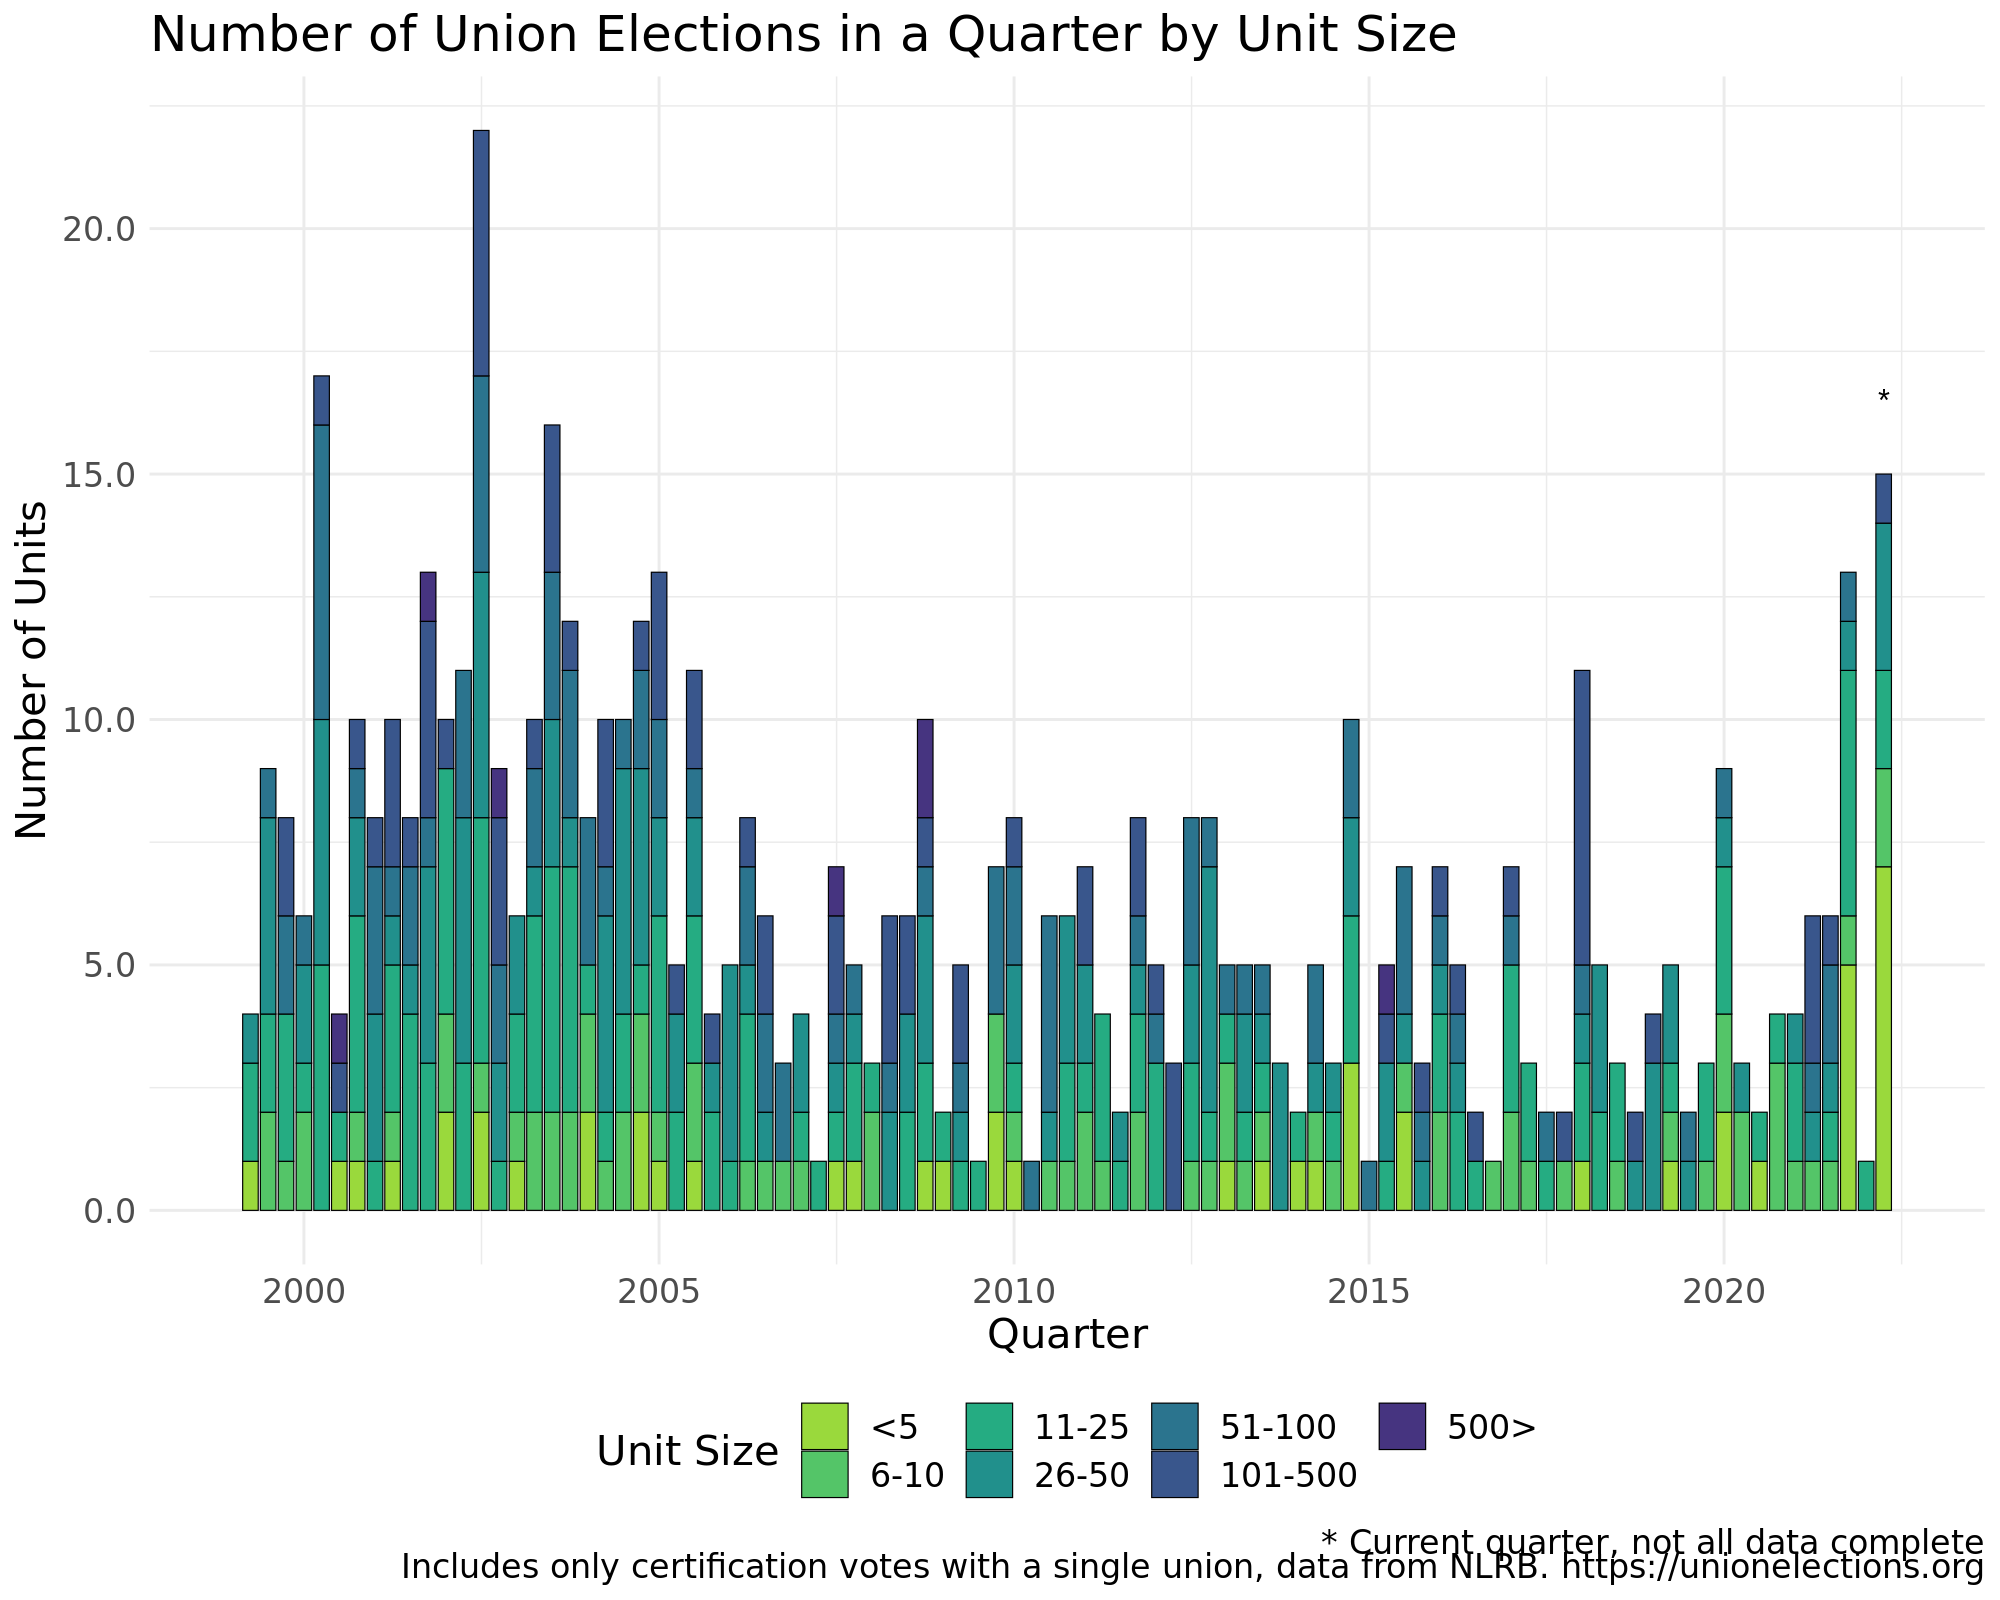 Number of Union Elections in a Quarter by Unit Size
Number of Units
20.0
15.0
10.0
5.0
0.0
*
2000 2005 2010 2015 2020
Quarter
Unit Size
<5 11-25 51-100 500>
6-10 26-50 101-500
* Current quarter, not all data complete
Includes only certification votes with a single union, data from NLRB. https://unionelections.org